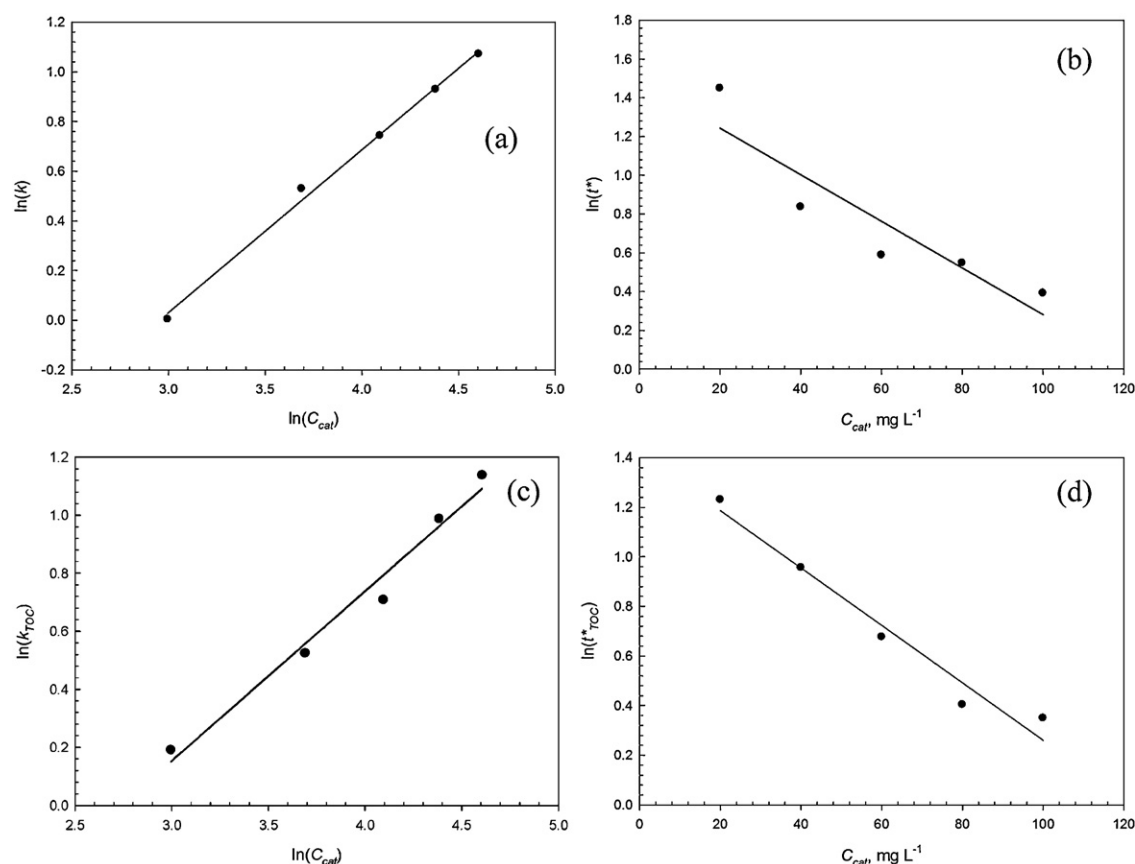 1.2
1.0
0.8
0.6
0.4
0.2
0.0
-0.2
ln(k)
(a)
2.5 3.0 3.5 4.0 4.5 5.0
ln(C_cat)
1.8
1.6
1.4
1.2
1.0
0.8
0.6
0.4
0.2
0.0
ln(t*)
(b)
0 20 40 60 80 100 120
C_cat, mg L⁻¹
1.2
1.0
0.8
0.6
0.4
0.2
0.0
ln(k_TOC)
(c)
2.5 3.0 3.5 4.0 4.5 5.0
ln(C_cat)
1.4
1.2
1.0
0.8
0.6
0.4
0.2
0.0
ln(t*_TOC)
(d)
0 20 40 60 80 100 120
C_cat, mg L⁻¹